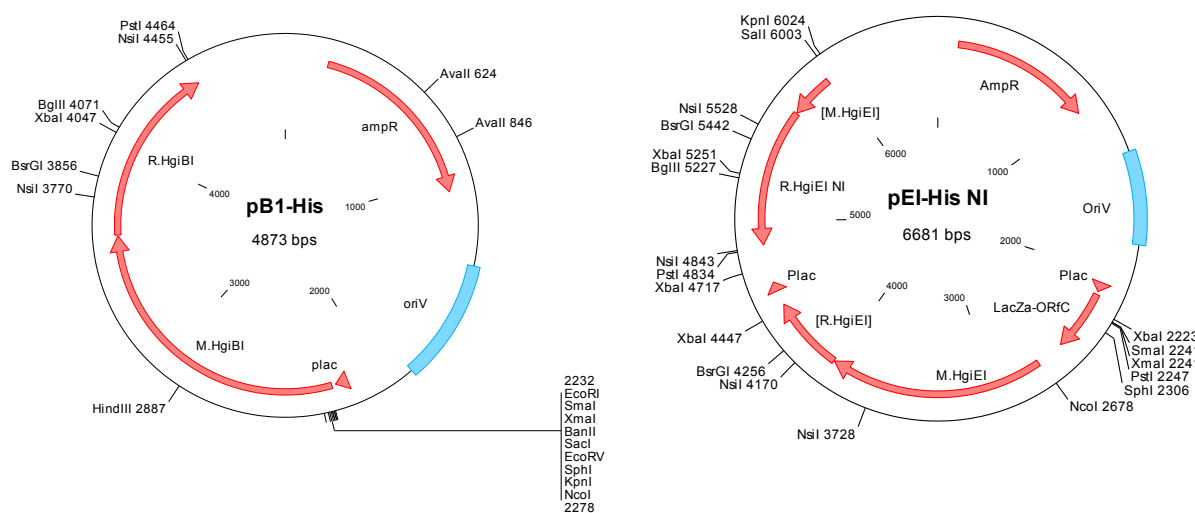 PstI 4464
NsiI 4455
AvaII 624
ampR
AvaII 846
BglII 4071
XbaI 4047
R.HgiBI
BsrGI 3856
NsiI 3770
4000
pB1-His
4873 bps
1000
3000
2000
oriV
M.HgiBI
plac
HindIII 2887
2232
EcoRI
SmaI
XmaI
BanII
SacI
EcoRV
SphI
KpnI
NcoI
2278
KpnI 6024
SalI 6003
AmpR
[M.HgiEI]
NsiI 5528
BsrGI 5442
6000
1000
XbaI 5251
BglII 5227
R.HgiEI NI
pEI-His NI
6681 bps
5000
OriV
2000
NsiI 4843
PstI 4834
XbaI 4717
Plac
Plac
4000
3000
LacZa-ORfC
[R.HgiEI]
XbaI 4447
XbaI 2223
SmaI 2241
XmaI 2241
PstI 2247
SphI 2306
BsrGI 4256
NsiI 4170
M.HgiEI
NcoI 2678
NsiI 3728